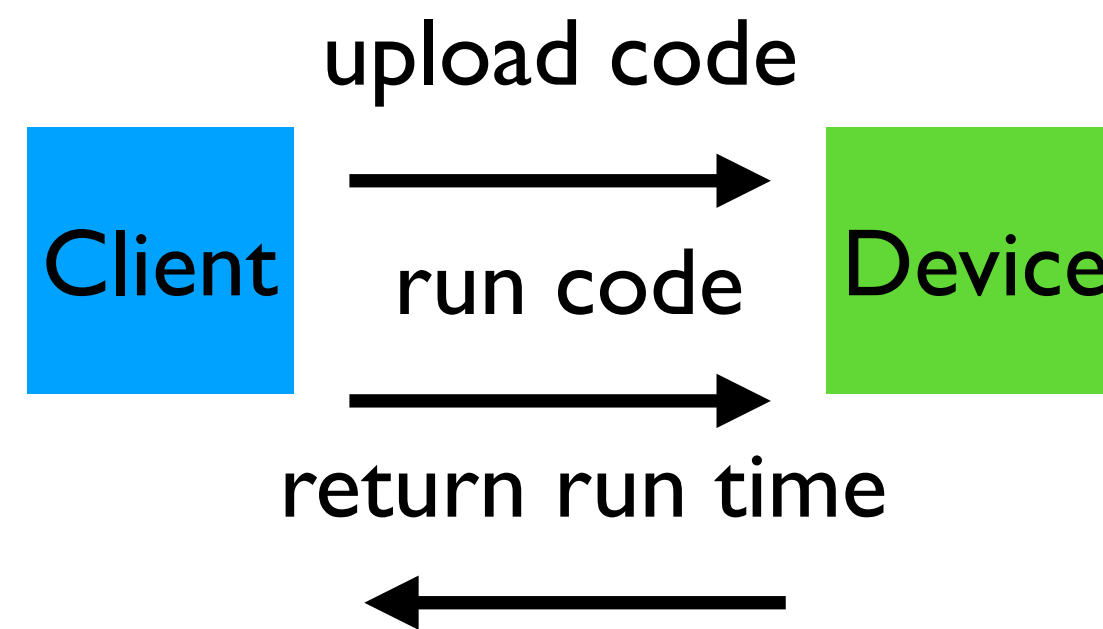 upload code
Client
run code
Device
return run time